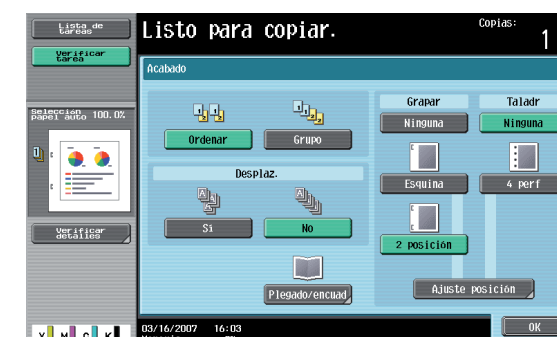 Lista de
tareas
Verificar
tarea
Selección
papel auto 100.0%
Verificar
detalles
Y M C K
Listo para copiar.
Copias:
1
Acabado
Ordenar
Grupo
Desplaz.
Si
No
Plegado/encuad
Grapar
Ninguna
Esquina
2 posición
Taladr
Ninguna
4 perf
Ajuste posición
03/16/2007 16:03
OK